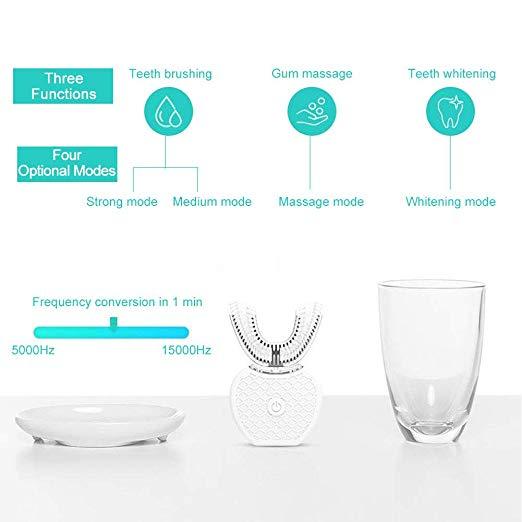 Three
Functions
Teeth brushing
Gum massage
Teeth whitening
Four
Optional Modes
Strong mode
Medium mode
Massage mode
Whitening mode
Frequency conversion in 1 min
5000Hz
15000Hz